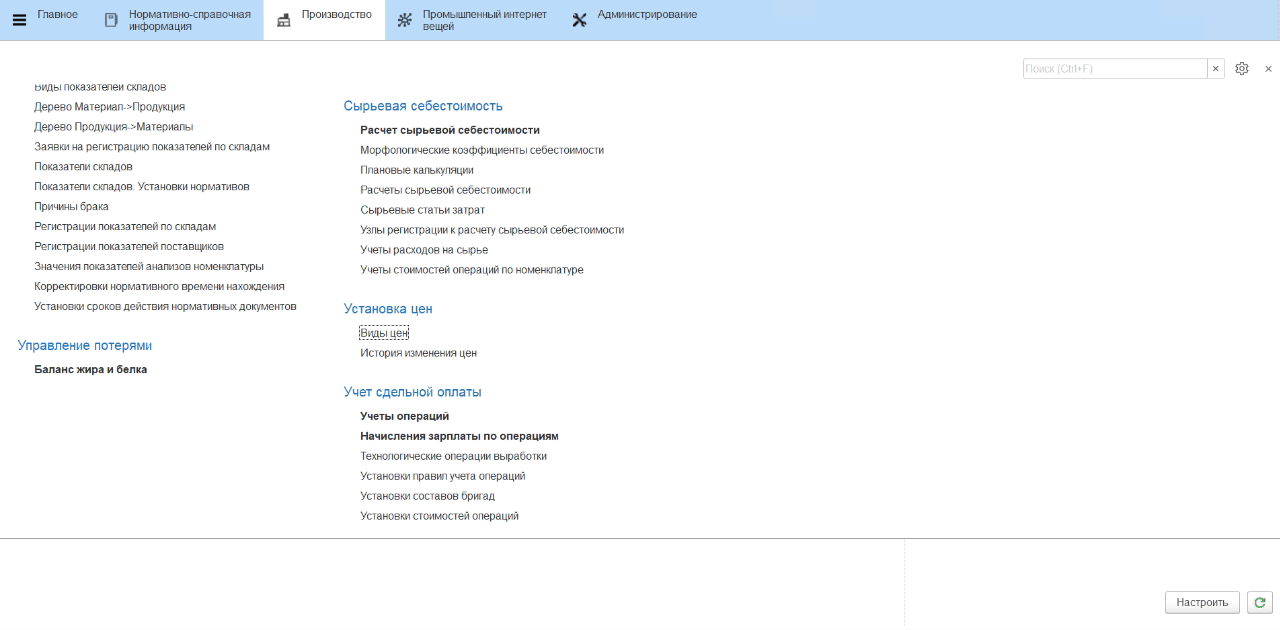 Главное
Нормативно-справочная
информация
Производство
Промышленный интернет
вещей
Администрирование
Поиск (Ctrl+F)
Виды показателей складов
Дерево Материал->Продукция
Дерево Продукция->Материалы
Заявки на регистрацию показателей по складам
Показатели складов
Показатели складов. Установки нормативов
Причины брака
Регистрации показателей по складам
Регистрации показателей поставщиков
Значения показателей анализов номенклатуры
Корректировки нормативного времени нахождения
Установки сроков действия нормативных документов
Управление потерями
Баланс жира и белка
Сырьевая себестоимость
Расчет сырьевой себестоимости
Морфологические коэффициенты себестоимости
Плановые калькуляции
Расчеты сырьевой себестоимости
Сырьевые статьи затрат
Узлы регистрации к расчету сырьевой себестоимости
Учеты расходов на сырье
Учеты стоимостей операций по номенклатуре
Установка цен
Виды цен
История изменения цен
Учет сдельной оплаты
Учеты операций
Начисления зарплаты по операциям
Технологические операции выработки
Установки правил учета операций
Установки составов бригад
Установки стоимостей операций
Настроить